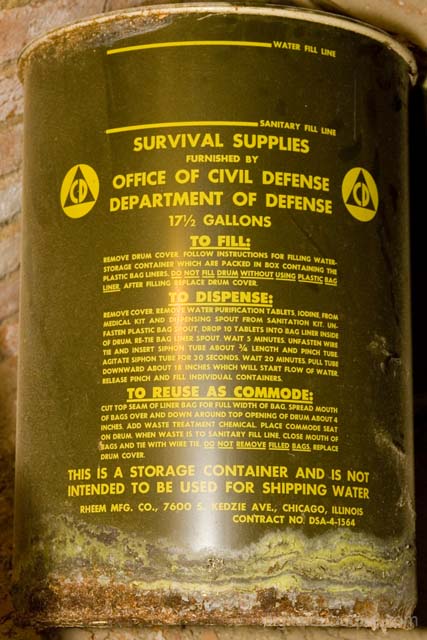 WATER FILL LINE
SANITARY FILL LINE
SURVIVAL SUPPLIES
FURNISHED BY
OFFICE OF CIVIL DEFENSE
DEPARTMENT OF DEFENSE
CD
CD
17½ GALLONS
TO FILL:
REMOVE DRUM COVER. FOLLOW INSTRUCTIONS FOR FILLING WATER-
STORAGE CONTAINER WHICH ARE PACKED IN BOX CONTAINING THE
PLASTIC BAG LINERS. DO NOT FILL DRUM WITHOUT USING PLASTIC BAG
LINER. AFTER FILLING REPLACE DRUM COVER.
TO DISPENSE:
REMOVE COVER. REMOVE WATER PURIFICATION TABLETS, IODINE FROM
MEDICAL KIT AND DISPENSING SPOUT FROM SANITATION KIT. UN-
FASTEN PLASTIC BAG SPOUT. DROP 10 TABLETS INTO BAG LINER INSIDE
OF DRUM. RE-TIE BAG LINER SPOUT. WAIT 5 MINUTES. UNFASTEN WIRE
TIE AND INSERT SIPHON TUBE ABOUT ¾ LENGTH AND PINCH TUBE.
AGITATE SIPHON TUBE FOR 30 SECONDS. WAIT 20 MINUTES. PULL TUBE
DOWNWARD ABOUT 18 INCHES WHICH WILL START FLOW OF WATER.
RELEASE PINCH AND FILL INDIVIDUAL CONTAINERS.
TO REUSE AS COMMODE:
CUT TOP SEAM OF LINER BAG FOR FULL WIDTH OF BAG. SPREAD MOUTH
OF BAGS OVER AND DOWN AROUND TOP OPENING OF DRUM ABOUT 4
INCHES. ADD WASTE TREATMENT CHEMICAL. PLACE COMMODE SEAT
ON DRUM. WHEN WASTE IS TO SANITARY FILL LINE, CLOSE MOUTH OF
BAGS AND TIE WITH WIRE TIE. DO NOT REMOVE FILLED BAGS. REPLACE
DRUM COVER.
THIS IS A STORAGE CONTAINER AND IS NOT
INTENDED TO BE USED FOR SHIPPING WATER
RHEEM MFG. CO., 7600 S. KEDZIE AVE., CHICAGO, ILLINOIS
CONTRACT NO. DSA-4-1564